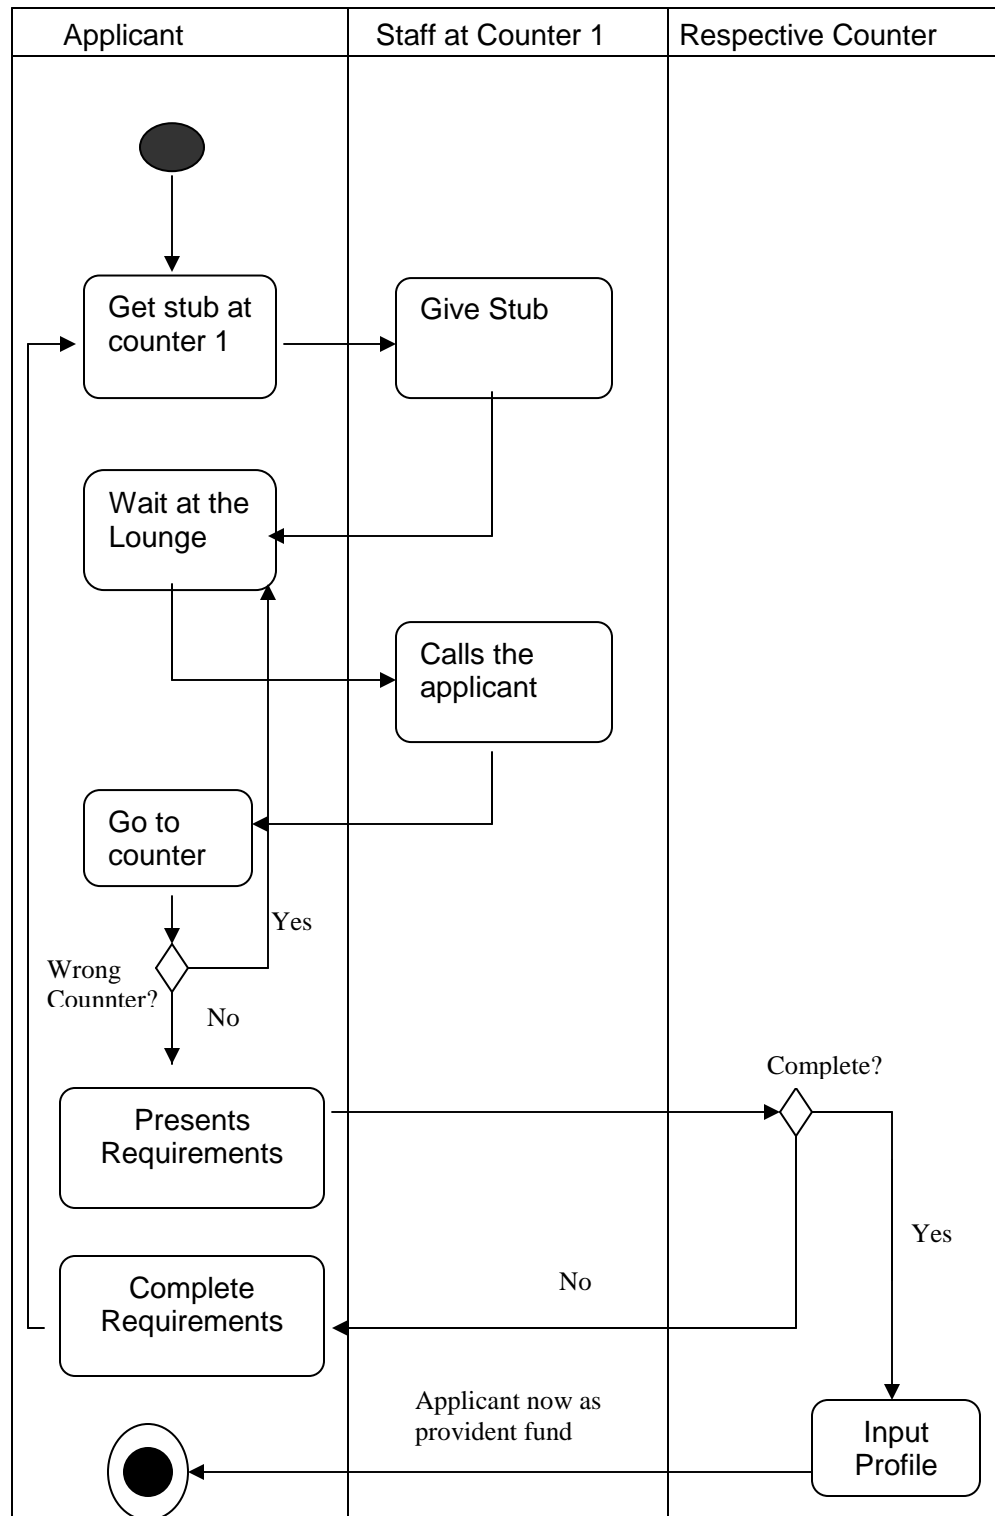 Applicant
Staff at Counter 1
Respective Counter
Get stub at
counter 1
Give Stub
Wait at the
Lounge
Calls the
applicant
Go to
counter
Yes
Wrong
Counnter?
No
Complete?
Presents
Requirements
Yes
No
Complete
Requirements
Applicant now as
provident fund
Input
Profile